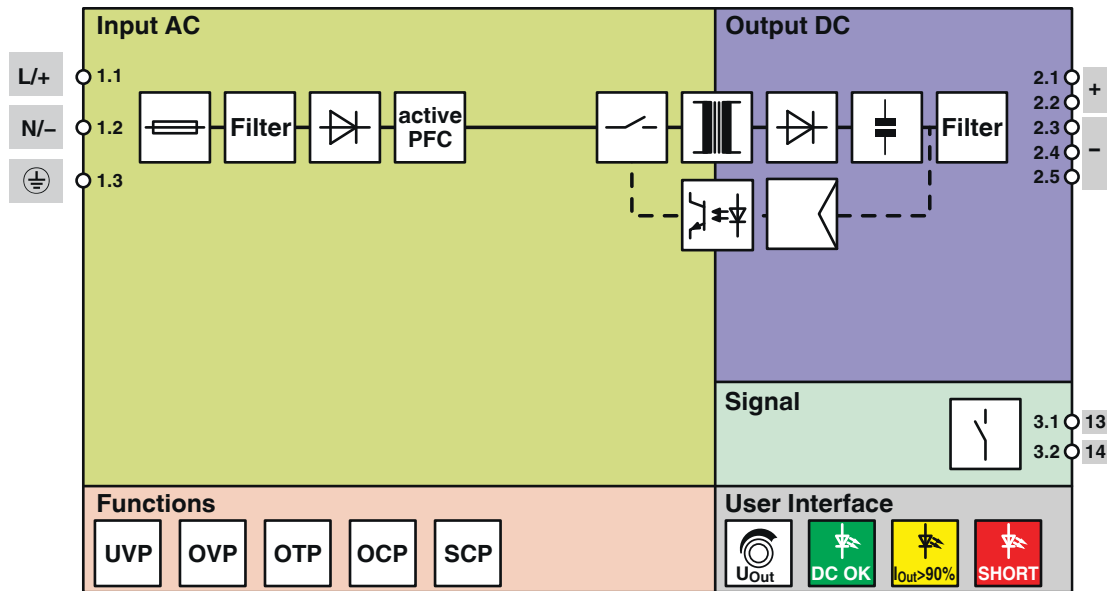 Input AC
Output DC
L/+
1.1
N/–
1.2
1.3
Filter
active
PFC
Filter
2.1
2.2
2.3
2.4
2.5
+
–
Signal
3.1
13
3.2
14
Functions
UVP
OVP
OTP
OCP
SCP
User Interface
UOut
DC OK
IOut>90%
SHORT